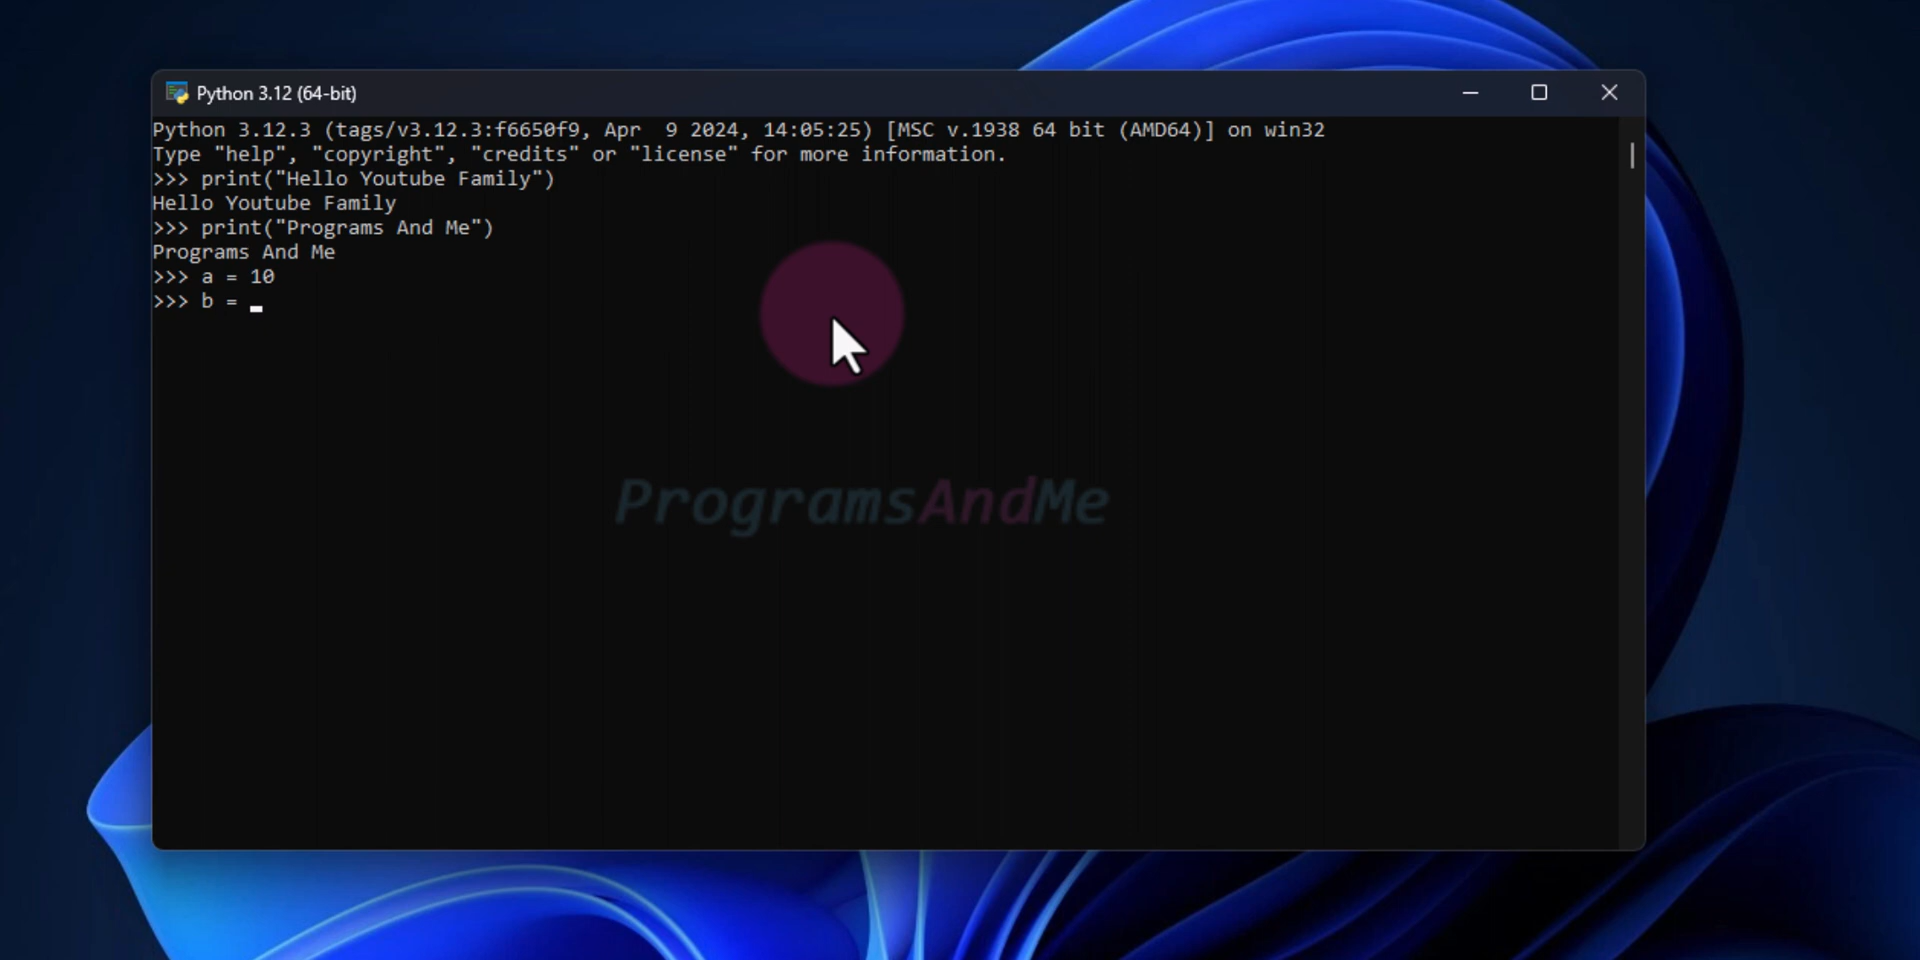 Python 3.12 (64-bit)
Python 3.12.3 (tags/v3.12.3:f6650f9, Apr  9 2024, 14:05:25) [MSC v.1938 64 bit (AMD64)] on win32
Type "help", "copyright", "credits" or "license" for more information.
>>> print("Hello Youtube Family")
Hello Youtube Family
>>> print("Programs And Me")
Programs And Me
>>> a = 10
>>> b = _
ProgramsAndMe